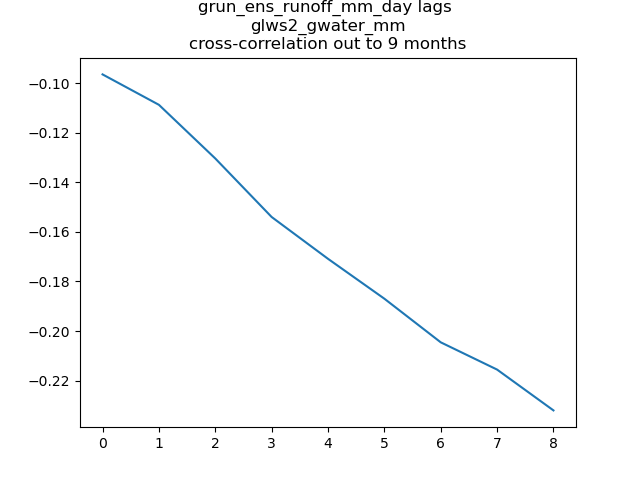 grun_ens_runoff_mm_day lags
glws2_gwater_mm
cross-correlation out to 9 months
−0.10
−0.12
−0.14
−0.16
−0.18
−0.20
−0.22
0 1 2 3 4 5 6 7 8